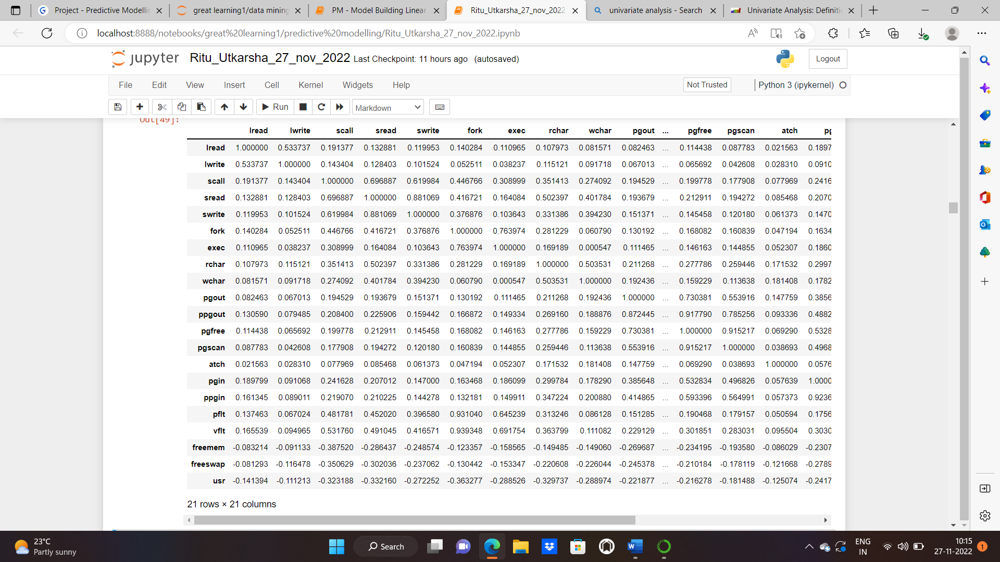 Project - Predictive Modellin
great learning1/data mining
PM - Model Building Linear
Ritu_Utkarsha_27_nov_2022
univariate analysis - Search
Univariate Analysis: Definiti
localhost:8888/notebooks/great%20learning1/predictive%20modelling/Ritu_Utkarsha_27_nov_2022.ipynb
jupyter Ritu_Utkarsha_27_nov_2022 Last Checkpoint: 11 hours ago (autosaved)
Logout
File Edit View Insert Cell Kernel Widgets Help
Not Trusted
Python 3 (ipykernel)
Run
Markdown
Out[49]:
lread lwrite scall sread swrite fork exec rchar wchar pgout ... pgfree pgscan atch pg
lread 1.000000 0.533737 0.191377 0.132881 0.119953 0.140284 0.110965 0.107973 0.081571 0.082463 ... 0.114438 0.087783 0.021563 0.1897
lwrite 0.533737 1.000000 0.143404 0.128403 0.101524 0.052511 0.038237 0.115121 0.091718 0.067013 ... 0.065692 0.042608 0.028310 0.0910
scall 0.191377 0.143404 1.000000 0.696887 0.619984 0.446766 0.308999 0.351413 0.274092 0.194529 ... 0.199778 0.177908 0.077969 0.2416
sread 0.132881 0.128403 0.696887 1.000000 0.881069 0.416721 0.164084 0.502397 0.401784 0.193679 ... 0.212911 0.194272 0.085468 0.2070
swrite 0.119953 0.101524 0.619984 0.881069 1.000000 0.376876 0.103643 0.331386 0.394230 0.151371 ... 0.145458 0.120180 0.061373 0.1470
fork 0.140284 0.052511 0.446766 0.416721 0.376876 1.000000 0.763974 0.281229 0.060790 0.130192 ... 0.168082 0.160839 0.047194 0.1634
exec 0.110965 0.038237 0.308999 0.164084 0.103643 0.763974 1.000000 0.169189 0.000547 0.111465 ... 0.146163 0.144855 0.052307 0.1860
rchar 0.107973 0.115121 0.351413 0.502397 0.331386 0.281229 0.169189 1.000000 0.503531 0.211268 ... 0.277786 0.259446 0.171532 0.2997
wchar 0.081571 0.091718 0.274092 0.401784 0.394230 0.060790 0.000547 0.503531 1.000000 0.192436 ... 0.159229 0.113638 0.181408 0.1782
pgout 0.082463 0.067013 0.194529 0.193679 0.151371 0.130192 0.111465 0.211268 0.192436 1.000000 ... 0.730381 0.553916 0.147759 0.3856
ppgout 0.130590 0.079485 0.208400 0.225906 0.159442 0.166872 0.149334 0.269160 0.188876 0.872445 ... 0.917790 0.785256 0.093336 0.4882
pgfree 0.114438 0.065692 0.199778 0.212911 0.145458 0.168082 0.146163 0.277786 0.159229 0.730381 ... 1.000000 0.915217 0.069290 0.5328
pgscan 0.087783 0.042608 0.177908 0.194272 0.120180 0.160839 0.144855 0.259446 0.113638 0.553916 ... 0.915217 1.000000 0.038693 0.4968
atch 0.021563 0.028310 0.077969 0.085468 0.061373 0.047194 0.052307 0.171532 0.181408 0.147759 ... 0.069290 0.038693 1.000000 0.0576
pgin 0.189799 0.091068 0.241628 0.207012 0.147000 0.163468 0.186099 0.299784 0.178290 0.385648 ... 0.532834 0.496826 0.057639 1.0000
ppgin 0.161345 0.089011 0.219070 0.210225 0.144278 0.132181 0.149911 0.347224 0.200880 0.414865 ... 0.593396 0.564991 0.057373 0.9236
pflt 0.137463 0.067024 0.481781 0.452020 0.396580 0.931040 0.645239 0.313246 0.086128 0.151285 ... 0.190468 0.179157 0.050594 0.1756
vflt 0.165539 0.094965 0.531760 0.491045 0.416571 0.939348 0.691754 0.363799 0.111082 0.229129 ... 0.301851 0.283031 0.095504 0.3030
freemem -0.083214 -0.091133 -0.387520 -0.286437 -0.248574 -0.123357 -0.158565 -0.149485 -0.149060 -0.269687 ... -0.234195 -0.193580 -0.086029 -0.2307
freeswap -0.081293 -0.116478 -0.350629 -0.302036 -0.237062 -0.130442 -0.153347 -0.220608 -0.226044 -0.245378 ... -0.210184 -0.178119 -0.121668 -0.2789
usr -0.141394 -0.111213 -0.323188 -0.332160 -0.272252 -0.363277 -0.288526 -0.329737 -0.288974 -0.221877 ... -0.216278 -0.181488 -0.125074 -0.2417
21 rows × 21 columns
23°C
Partly sunny
Search
ENG
IN
10:15
27-11-2022
1